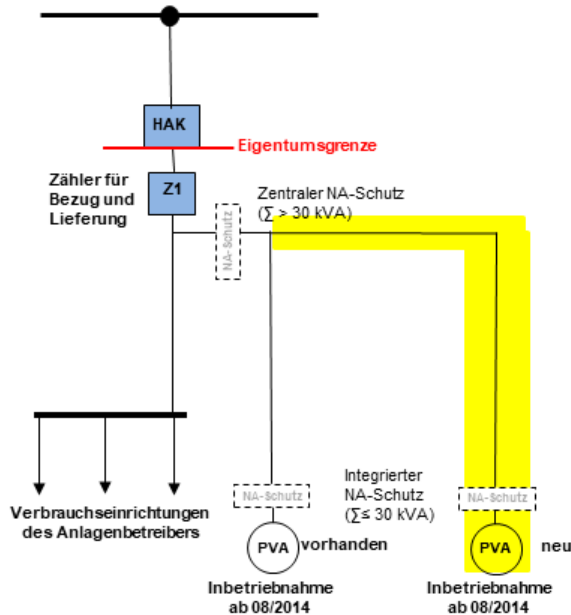 HAK
Eigentumsgrenze
Zähler für
Bezug und
Lieferung
Z1
Zentraler NA-Schutz
(∑ > 30 kVA)
NA-Schutz
Integrierter
NA-Schutz
(∑≤ 30 kVA)
NA-Schutz
NA-Schutz
Verbrauchseinrichtungen
des Anlagenbetreibers
PVA vorhanden
PVA neu
Inbetriebnahme
ab 08/2014
Inbetriebnahme
ab 08/2014